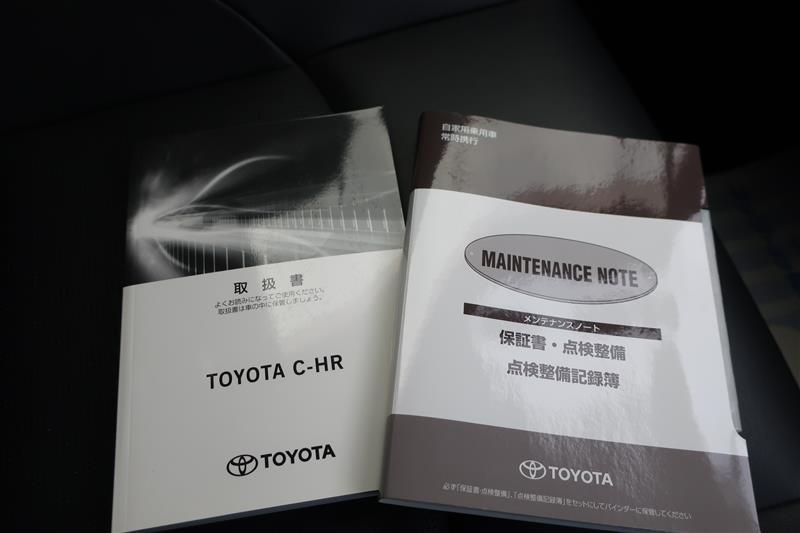 取扱書
よくお読みになってご使用ください。
取扱書は車の中に保管しましょう。
TOYOTA C-HR
TOYOTA
自家用乗用車
常時携行
MAINTENANCE NOTE
メンテナンスノート
保証書・点検整備
点検整備記録簿
TOYOTA
必ず「保証書・点検整備」、「点検整備記録簿」をセットにしてバインダーに保管してください